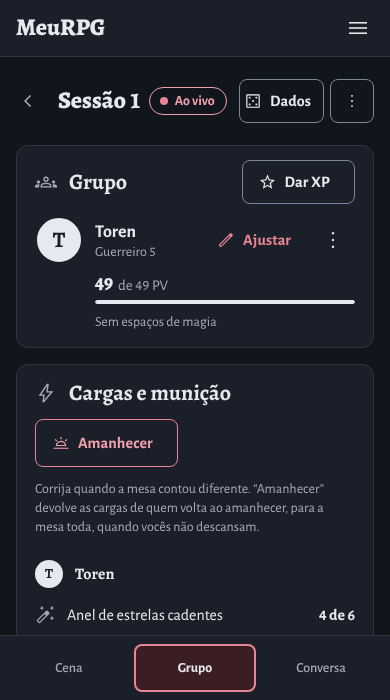 MeuRPG
Sessão 1
Ao vivo
Dados
Grupo
Dar XP
T
Toren
Guerreiro 5
Ajustar
49 de 49 PV
Sem espaços de magia
Cargas e munição
Amanhecer
Corrija quando a mesa contou diferente. “Amanhecer”
devolve as cargas de quem volta ao amanhecer, para a
mesa toda, quando vocês não descansam.
T
Toren
Anel de estrelas cadentes
4 de 6
Cena
Grupo
Conversa